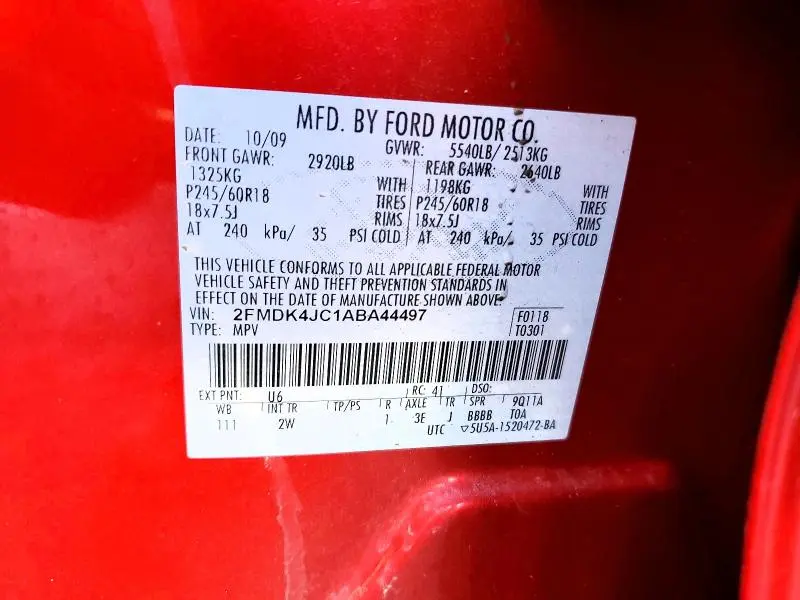 MFD. BY FORD MOTOR CO.
DATE: 10/09 GVWR: 5540LB/ 2513KG
FRONT GAWR: 2920LB REAR GAWR: 2640LB
1325KG WITH 1198KG WITH
P245/60R18 TIRES P245/60R18 TIRES
18x7.5J RIMS 18x7.5J RIMS
AT 240 kPa/ 35 PSI COLD AT 240 kPa/ 35 PSI COLD
THIS VEHICLE CONFORMS TO ALL APPLICABLE FEDERAL MOTOR
VEHICLE SAFETY AND THEFT PREVENTION STANDARDS IN
EFFECT ON THE DATE OF MANUFACTURE SHOWN ABOVE.
VIN: 2FMDK4JC1ABA44497 F0118
TYPE: MPV T0301
EXT PNT: U6 RC: 41 DSO:
WB INT TR TP/PS R AXLE TR SPR 9Q11A
111 2W 1 3E J BBBB TOA
UTC ▽5U5A-1520472-BA